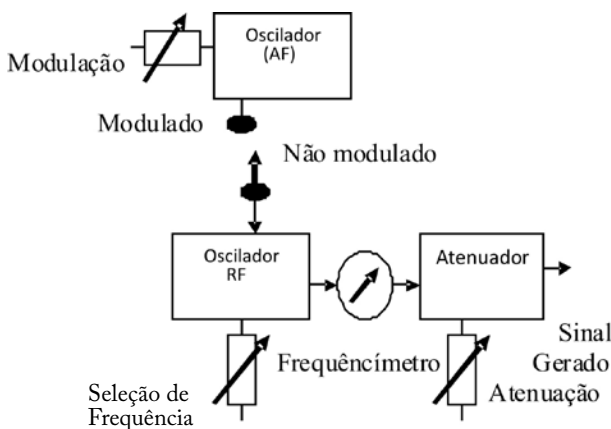 Oscilador
(AF)
Modulação
Modulado
Não modulado
Oscilador
RF
Atenuador
Frequêncímetro
Sinal
Gerado
Atenuação
Seleção de
Frequência